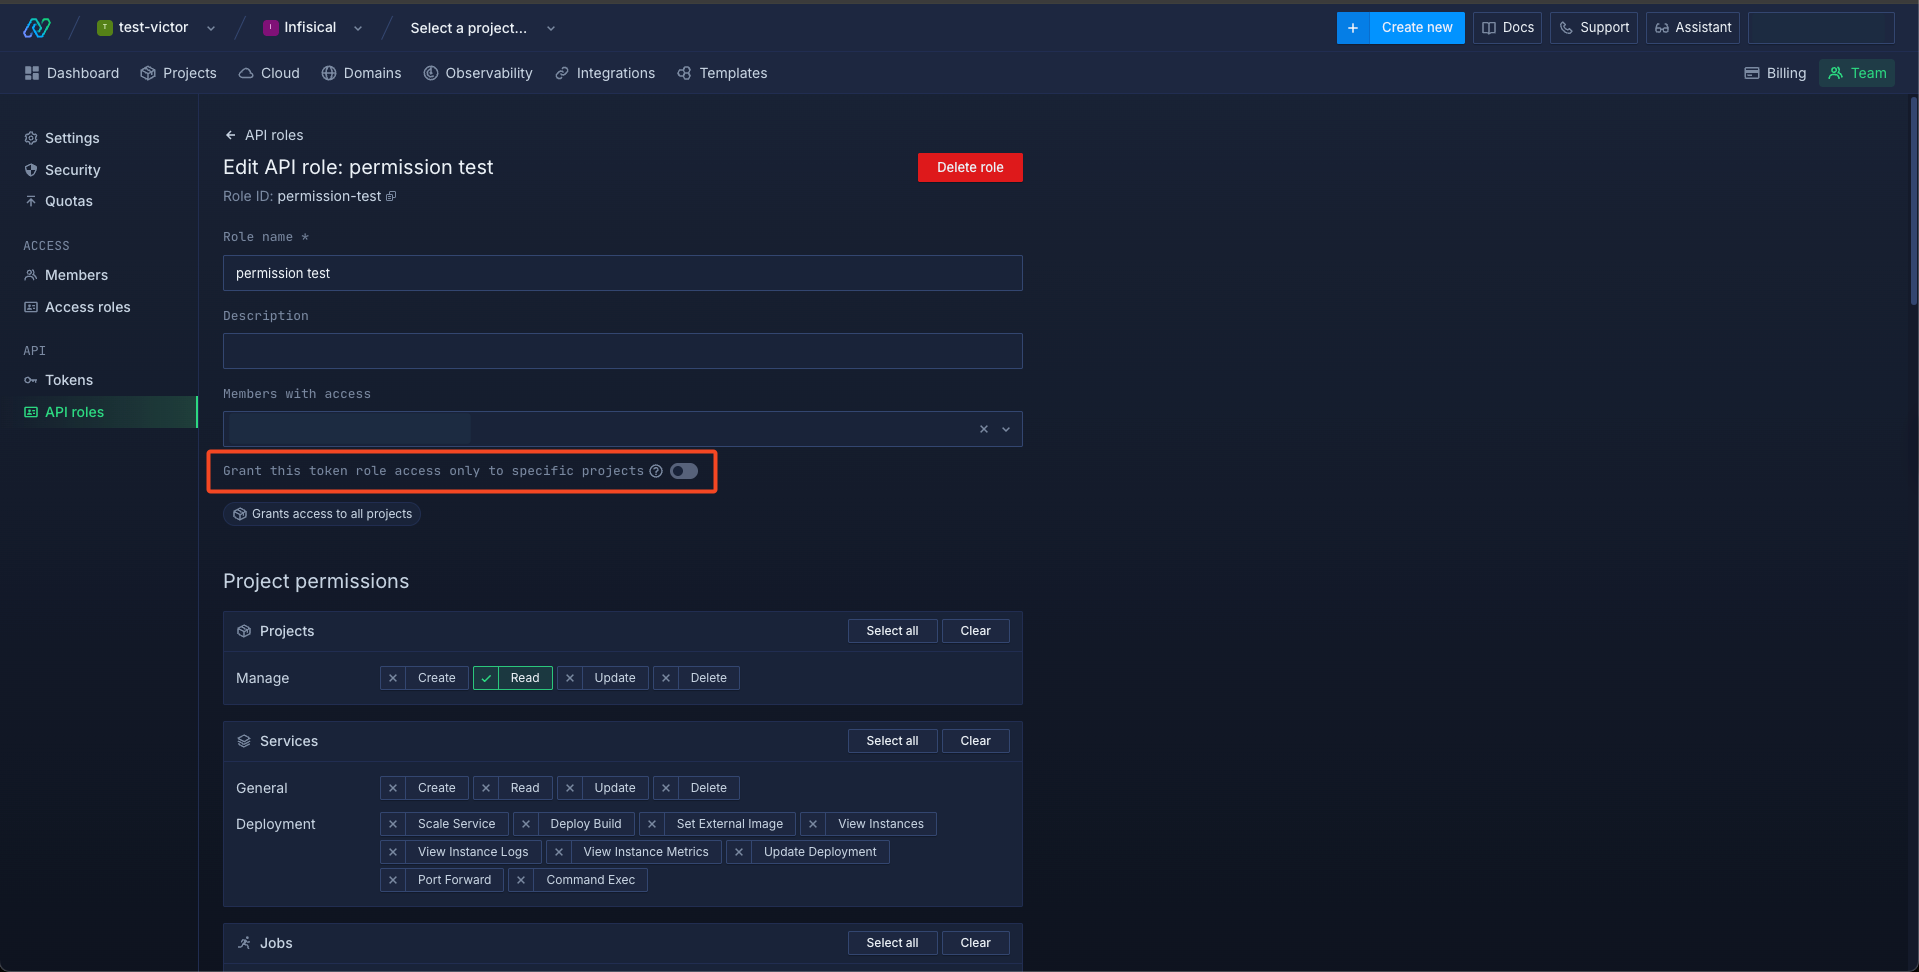 T test-victor
I Infisical
Select a project...
+ Create new
Docs
Support
Assistant
Dashboard
Projects
Cloud
Domains
Observability
Integrations
Templates
Billing
Team
Settings
Security
Quotas
ACCESS
Members
Access roles
API
Tokens
API roles
← API roles
Edit API role: permission test
Delete role
Role ID: permission-test
Role name *
permission test
Description
Members with access
Grant this token role access only to specific projects ?
Grants access to all projects
Project permissions
Projects Select all Clear
Manage Create Read Update Delete
Services Select all Clear
General Create Read Update Delete
Deployment Scale Service Deploy Build Set External Image View Instances
View Instance Logs View Instance Metrics Update Deployment
Port Forward Command Exec
Jobs Select all Clear